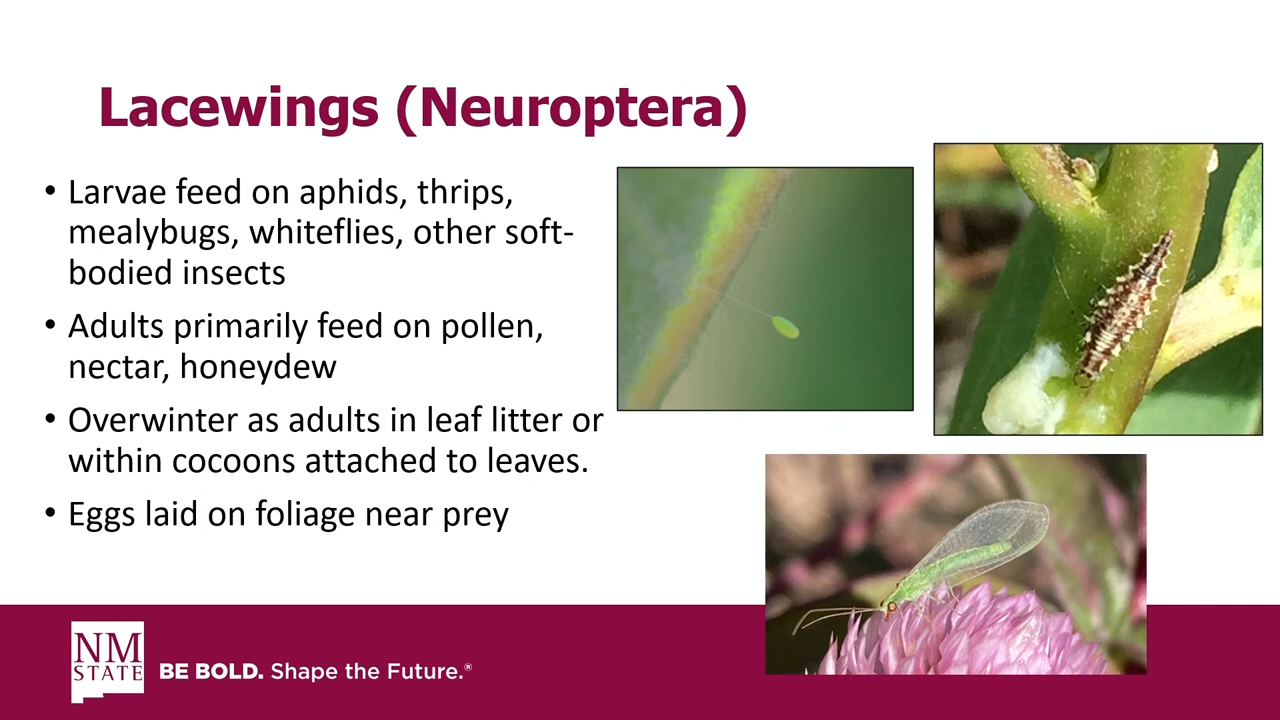 Lacewings (Neuroptera)
• Larvae feed on aphids, thrips,
mealybugs, whiteflies, other soft-
bodied insects
• Adults primarily feed on pollen,
nectar, honeydew
• Overwinter as adults in leaf litter or
within cocoons attached to leaves.
• Eggs laid on foliage near prey
NM
STATE
BE BOLD. Shape the Future.®